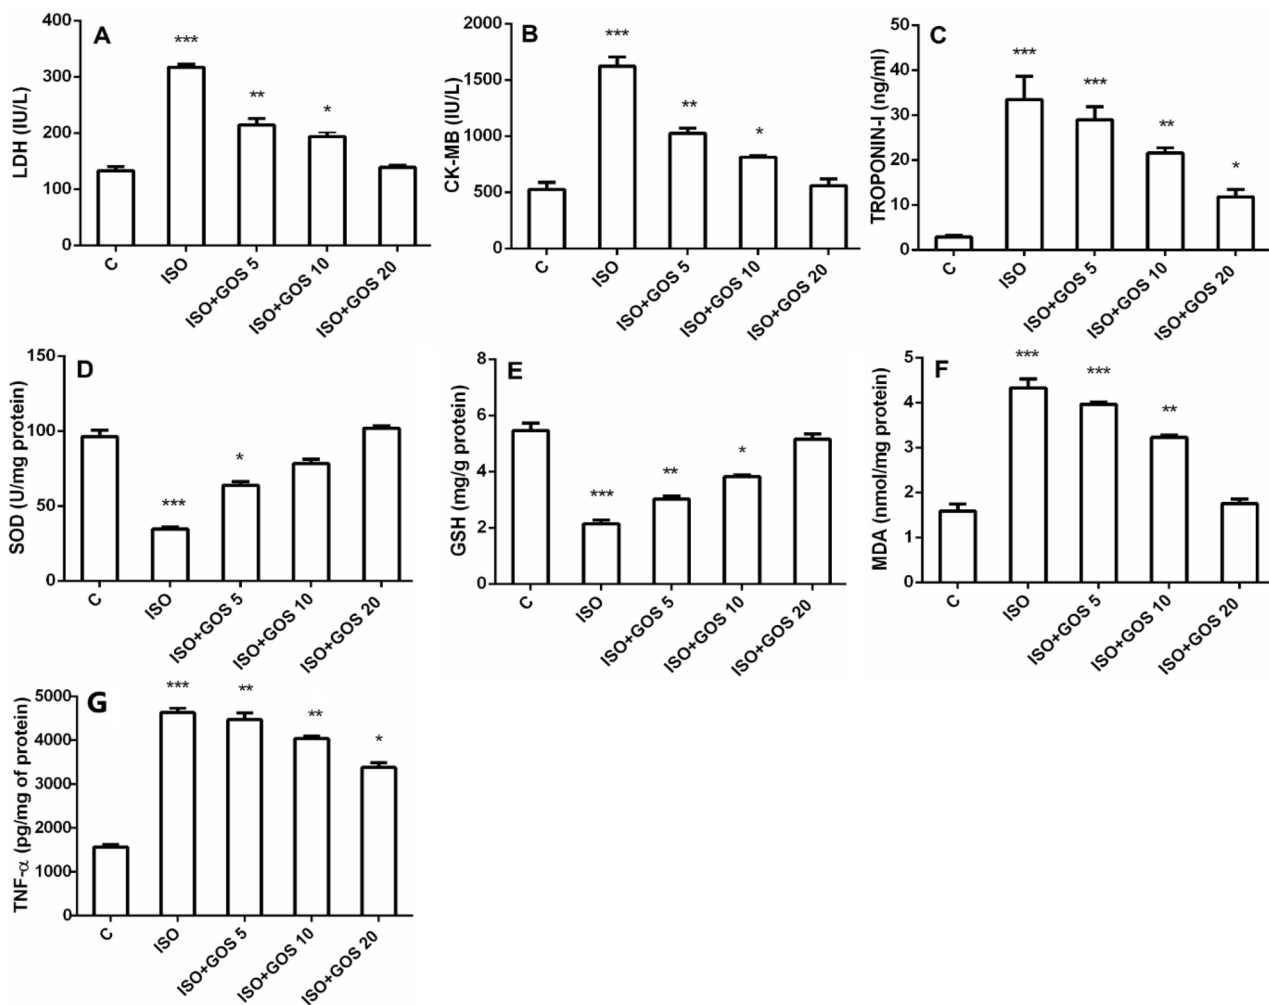 A
LDH (IU/L)
400
300
200
100
0
***
**
*
C
ISO
ISO+GOS 5
ISO+GOS 10
ISO+GOS 20
B
CK-MB (IU/L)
2000
1500
1000
500
0
***
**
*
C
ISO
ISO+GOS 5
ISO+GOS 10
ISO+GOS 20
C
TROPONIN-I (ng/ml)
50
40
30
20
10
0
***
***
**
*
C
ISO
ISO+GOS 5
ISO+GOS 10
ISO+GOS 20
D
SOD (U/mg protein)
150
100
50
0
***
*
C
ISO
ISO+GOS 5
ISO+GOS 10
ISO+GOS 20
E
GSH (mg/g protein)
8
6
4
2
0
***
**
*
C
ISO
ISO+GOS 5
ISO+GOS 10
ISO+GOS 20
F
MDA (nmol/mg protein)
5
4
3
2
1
0
***
***
**
C
ISO
ISO+GOS 5
ISO+GOS 10
ISO+GOS 20
G
TNF-α (pg/mg of protein)
5000
4000
3000
2000
1000
0
***
**
**
*
C
ISO
ISO+GOS 5
ISO+GOS 10
ISO+GOS 20